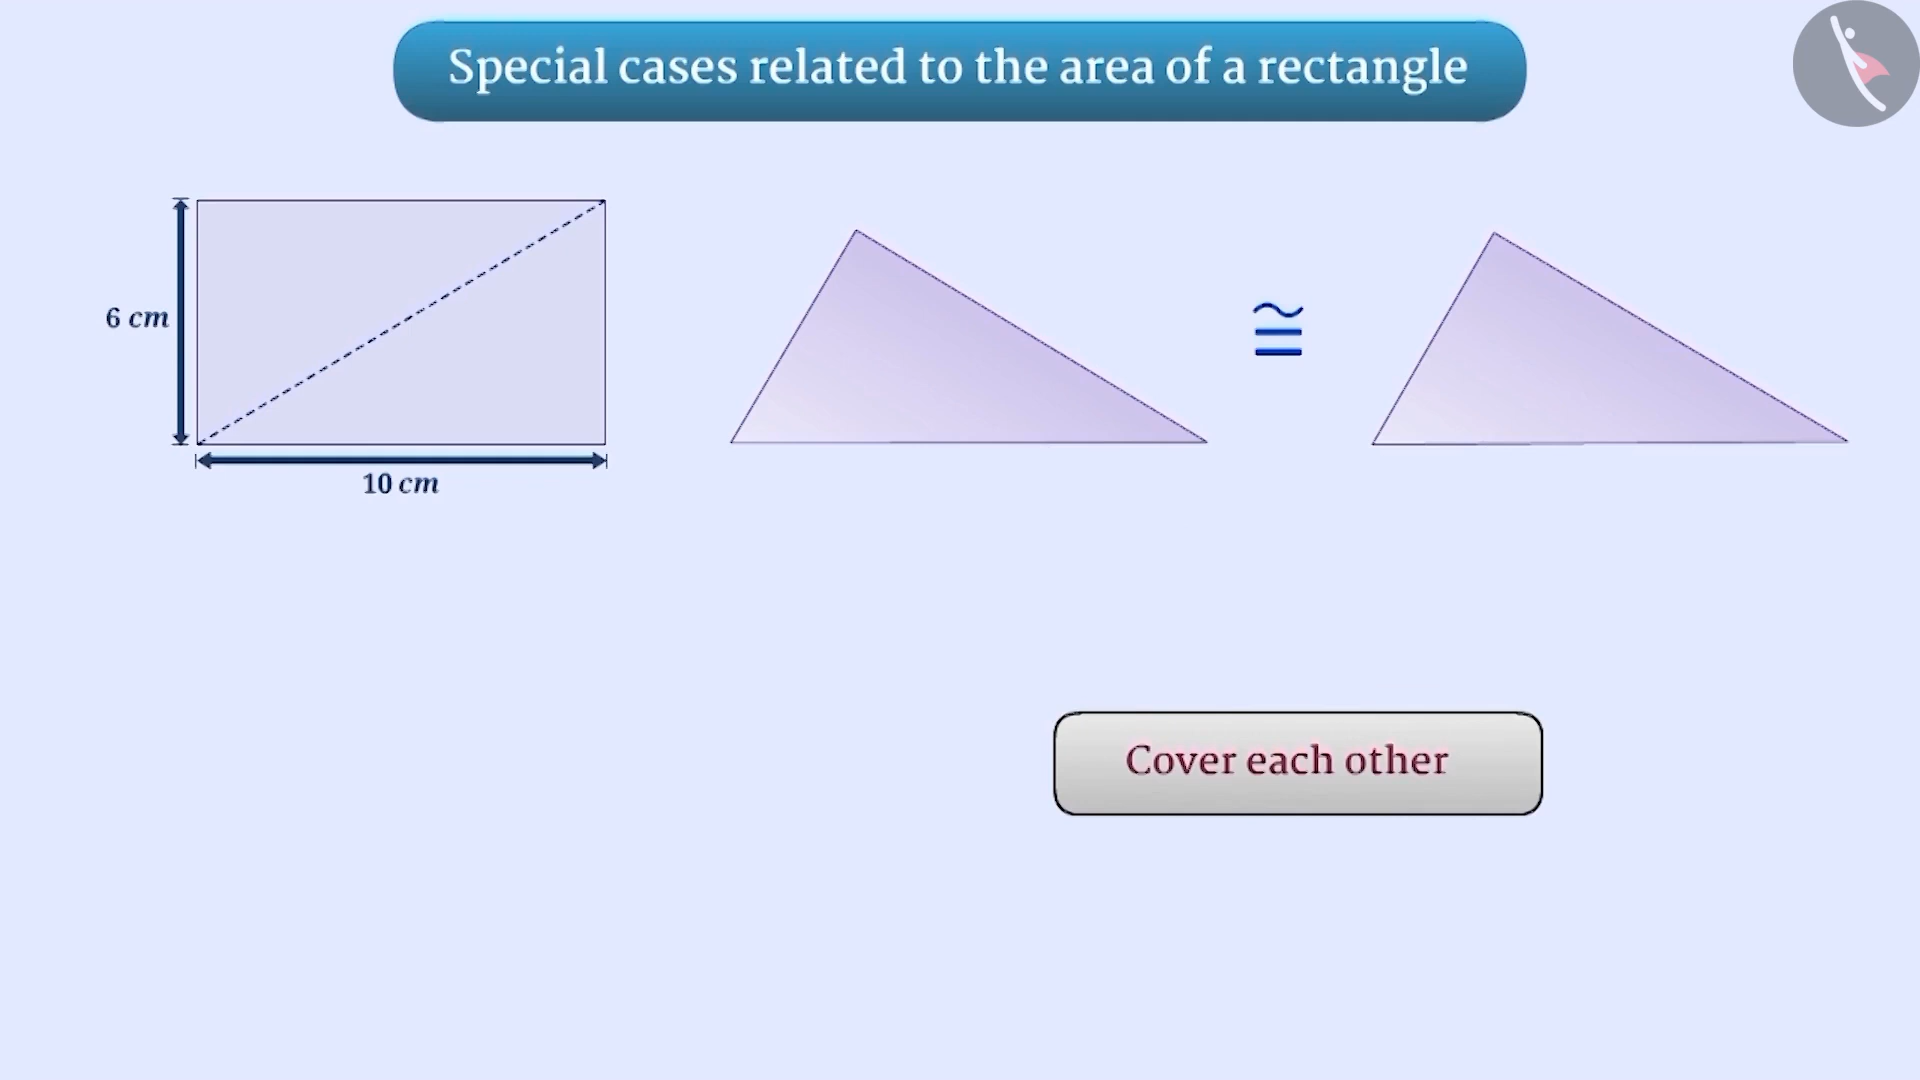 Special cases related to the area of a rectangle
6 cm
≅
10 cm
Cover each other